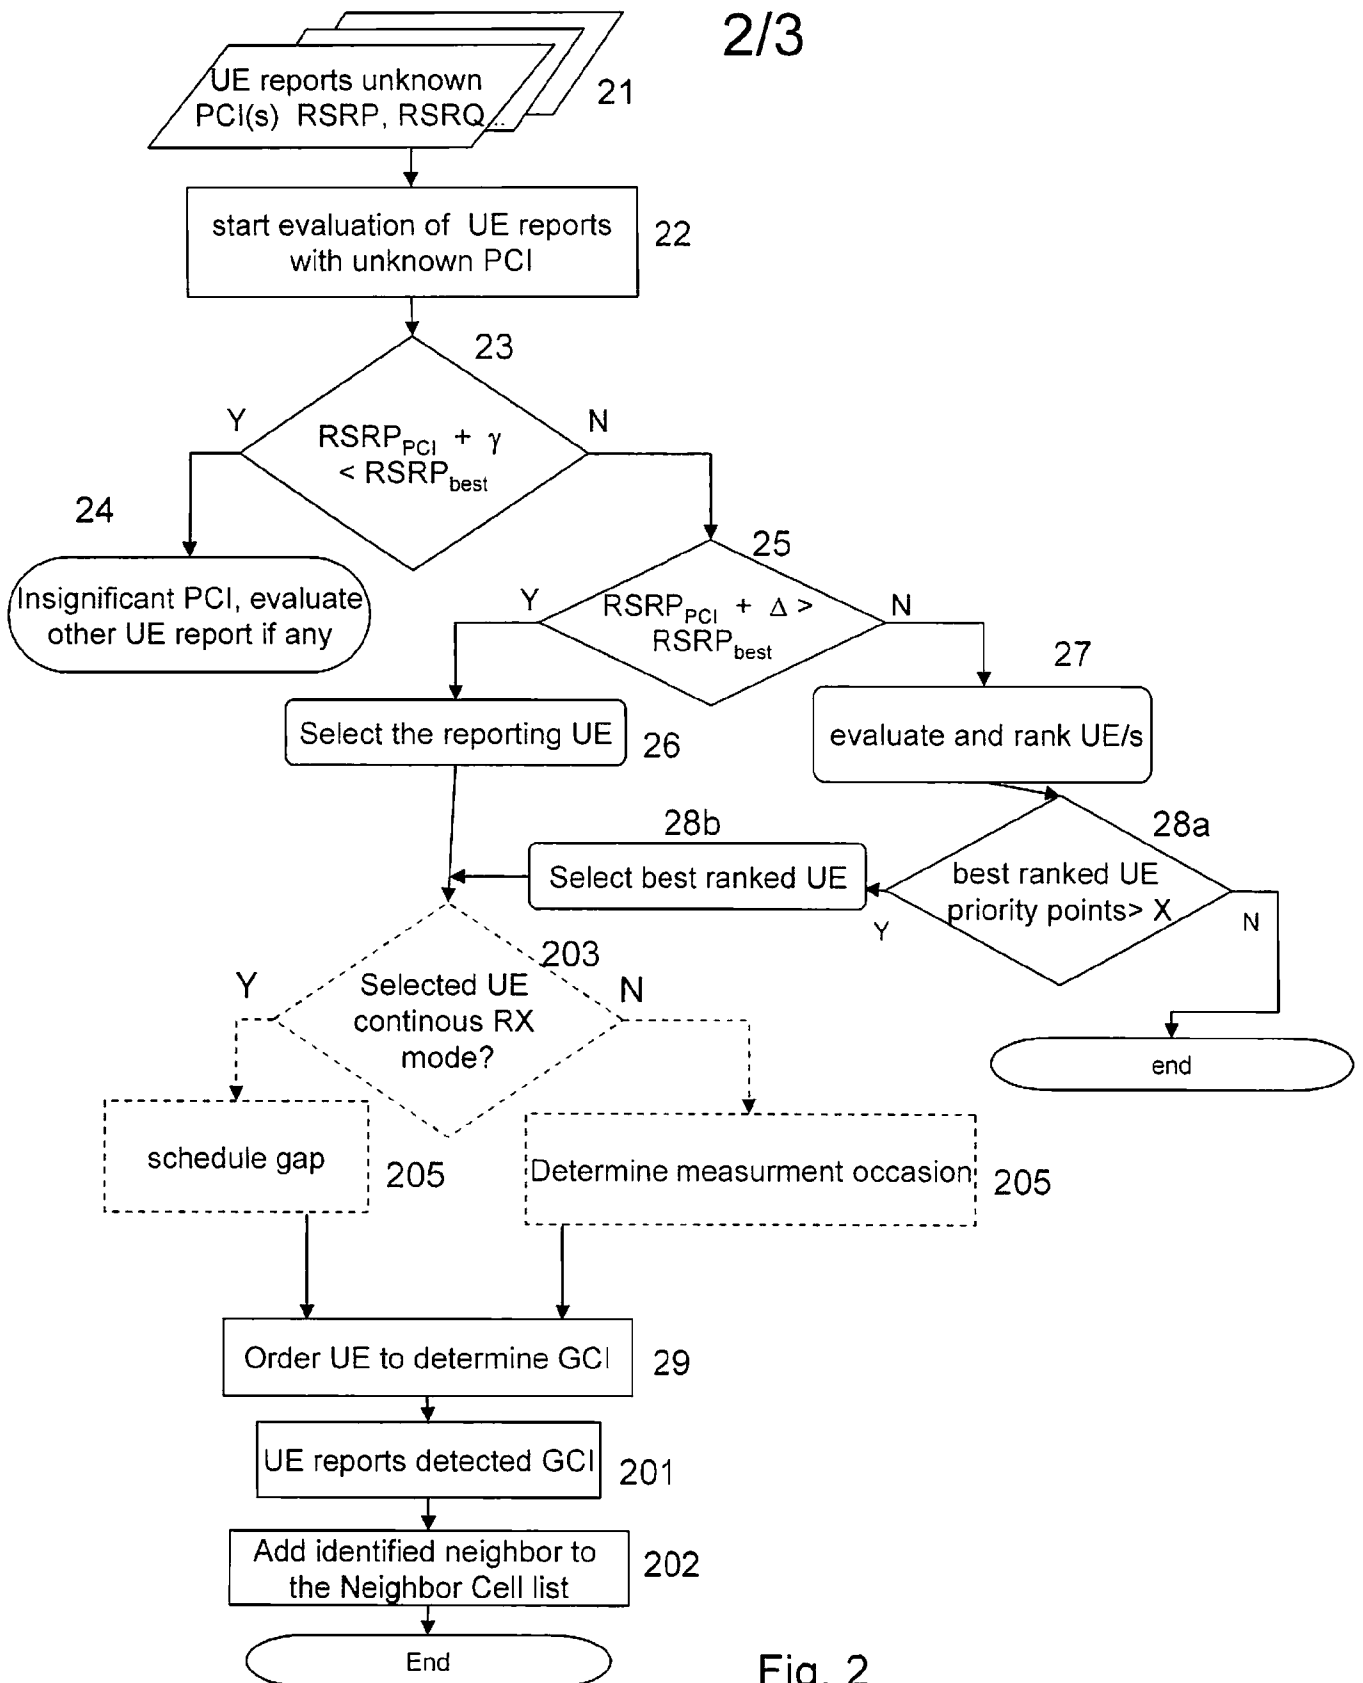 2/3
UE reports unknown
PCI(s) RSRP, RSRQ..
21
start evaluation of UE reports
with unknown PCI
22
23
Y
N
RSRP_PCI + γ
< RSRP_best
24
Insignificant PCI, evaluate
other UE report if any
25
Y
N
RSRP_PCI + Δ >
RSRP_best
27
Select the reporting UE
26
evaluate and rank UE/s
28b
28a
Select best ranked UE
best ranked UE
priority points> X
Y
N
203
Y
N
Selected UE
continous RX
mode?
end
schedule gap
205
Determine measurment occasion
205
Order UE to determine GCI
29
UE reports detected GCI
201
Add identified neighbor to
the Neighbor Cell list
202
End
Fig. 2